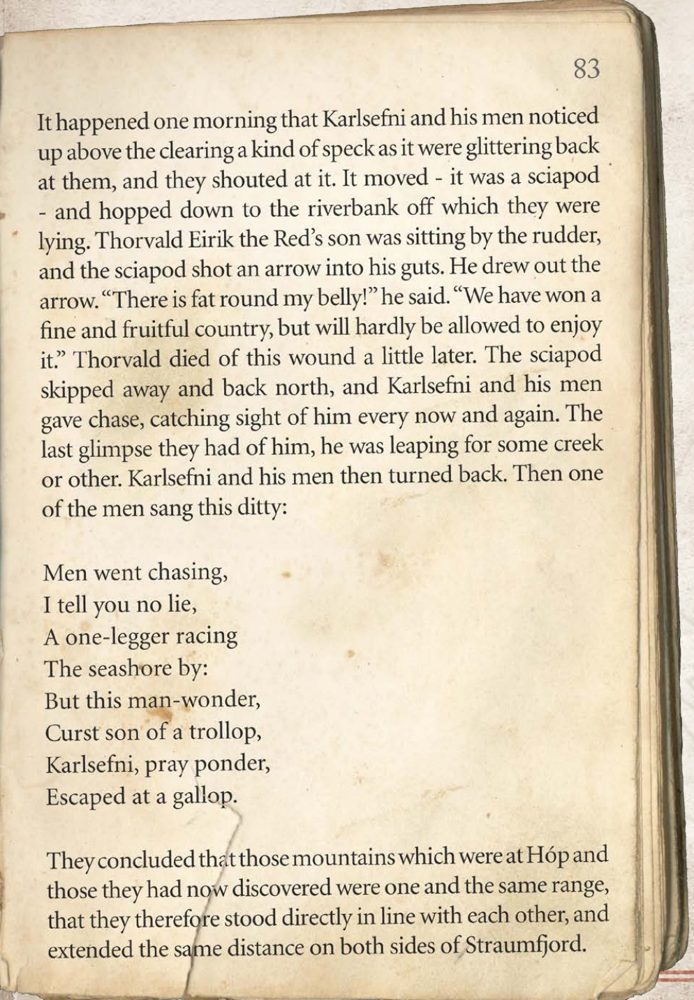 83
It happened one morning that Karlsefni and his men noticed
up above the clearing a kind of speck as it were glittering back
at them, and they shouted at it. It moved - it was a sciapod
- and hopped down to the riverbank off which they were
lying. Thorvald Eirik the Red’s son was sitting by the rudder,
and the sciapod shot an arrow into his guts. He drew out the
arrow. “There is fat round my belly!” he said. “We have won a
fine and fruitful country, but will hardly be allowed to enjoy
it.” Thorvald died of this wound a little later. The sciapod
skipped away and back north, and Karlsefni and his men
gave chase, catching sight of him every now and again. The
last glimpse they had of him, he was leaping for some creek
or other. Karlsefni and his men then turned back. Then one
of the men sang this ditty:
Men went chasing,
I tell you no lie,
A one-legger racing
The seashore by:
But this man-wonder,
Curst son of a trollop,
Karlsefni, pray ponder,
Escaped at a gallop.
They concluded that those mountains which were at Hóp and
those they had now discovered were one and the same range,
that they therefore stood directly in line with each other, and
extended the same distance on both sides of Straumfjord.